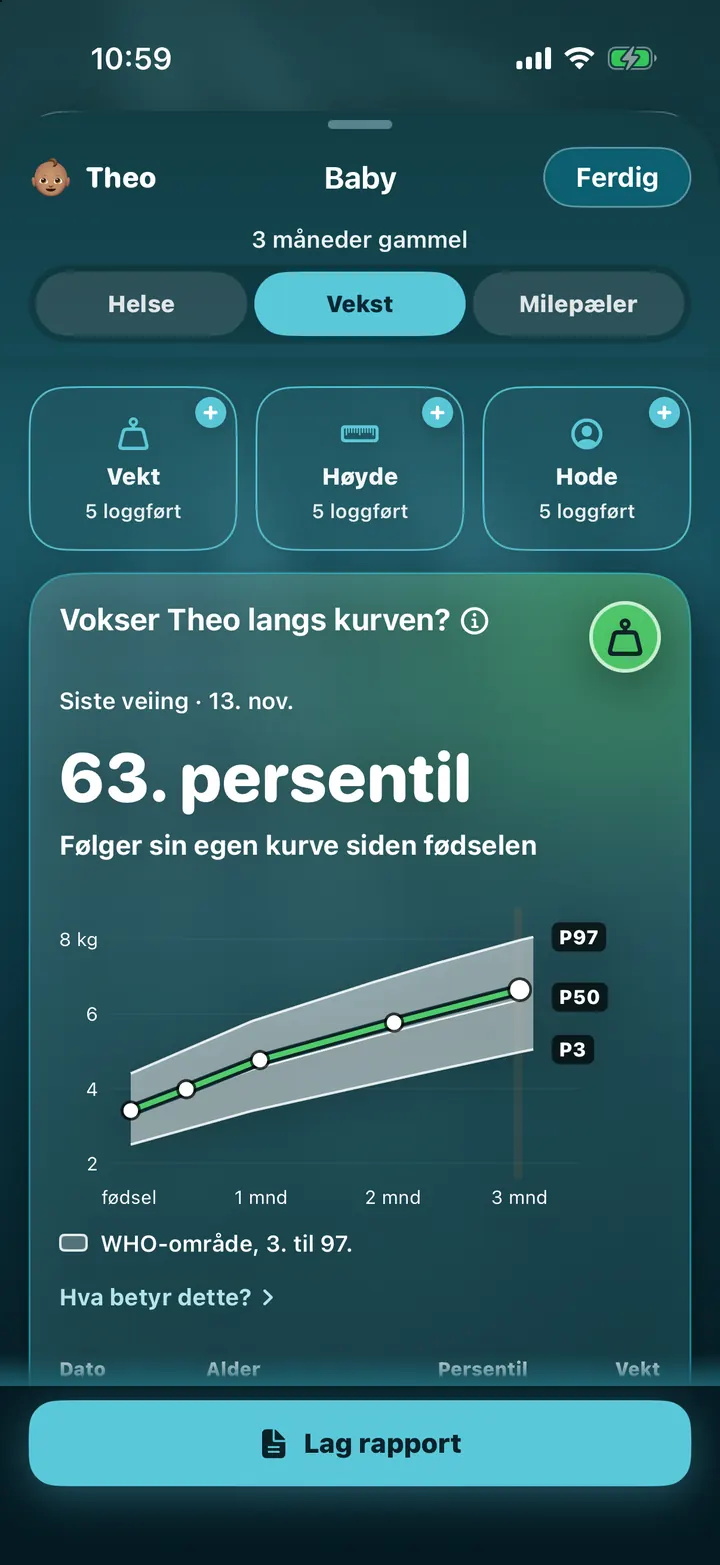 10:59
Theo
Baby
Ferdig
3 måneder gammel
Helse
Vekst
Milepæler
Vekt
5 loggført
Høyde
5 loggført
Hode
5 loggført
Vokser Theo langs kurven?
Siste veiing · 13. nov.
63. persentil
Følger sin egen kurve siden fødselen
8 kg
6
4
2
P97
P50
P3
fødsel
1 mnd
2 mnd
3 mnd
WHO-område, 3. til 97.
Hva betyr dette?
Dato
Alder
Persentil
Vekt
Lag rapport